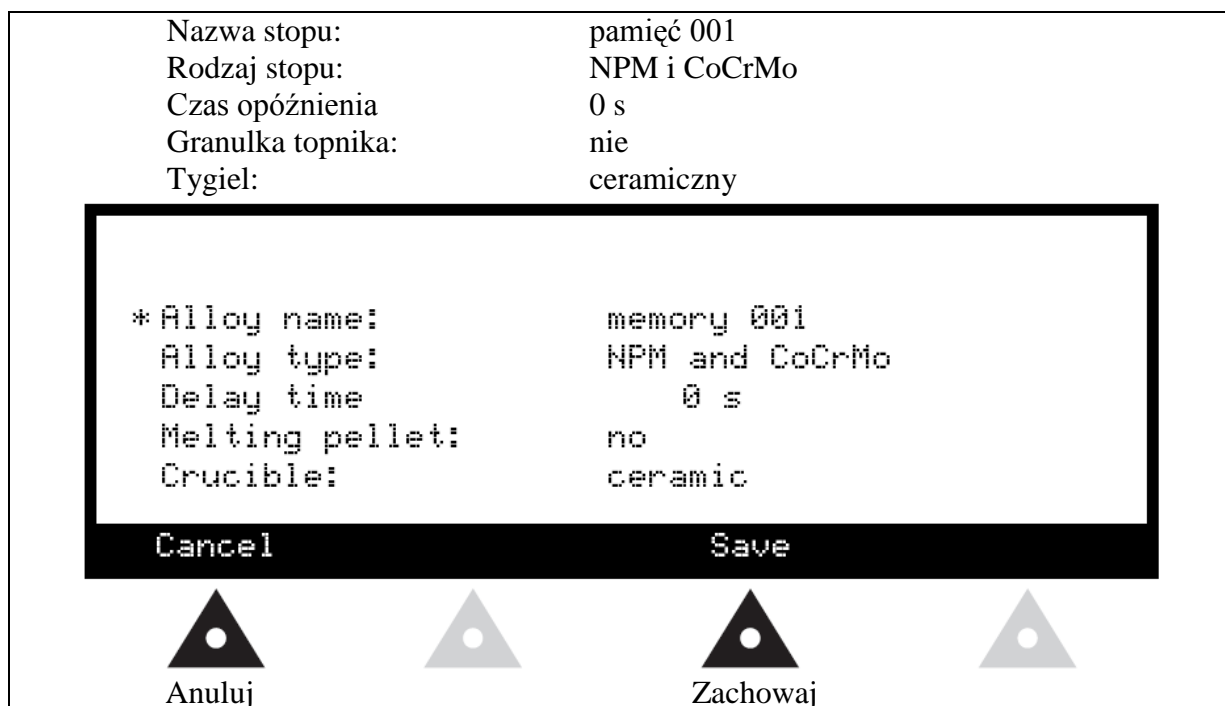 Nazwa stopu: pamięć 001
Rodzaj stopu: NPM i CoCrMo
Czas opóźnienia 0 s
Granulka topnika: nie
Tygiel: ceramiczny
*Alloy name: memory 001
Alloy type: NPM and CoCrMo
Delay time 0 s
Melting pellet: no
Crucible: ceramic
Cancel Save
Anuluj Zachowaj